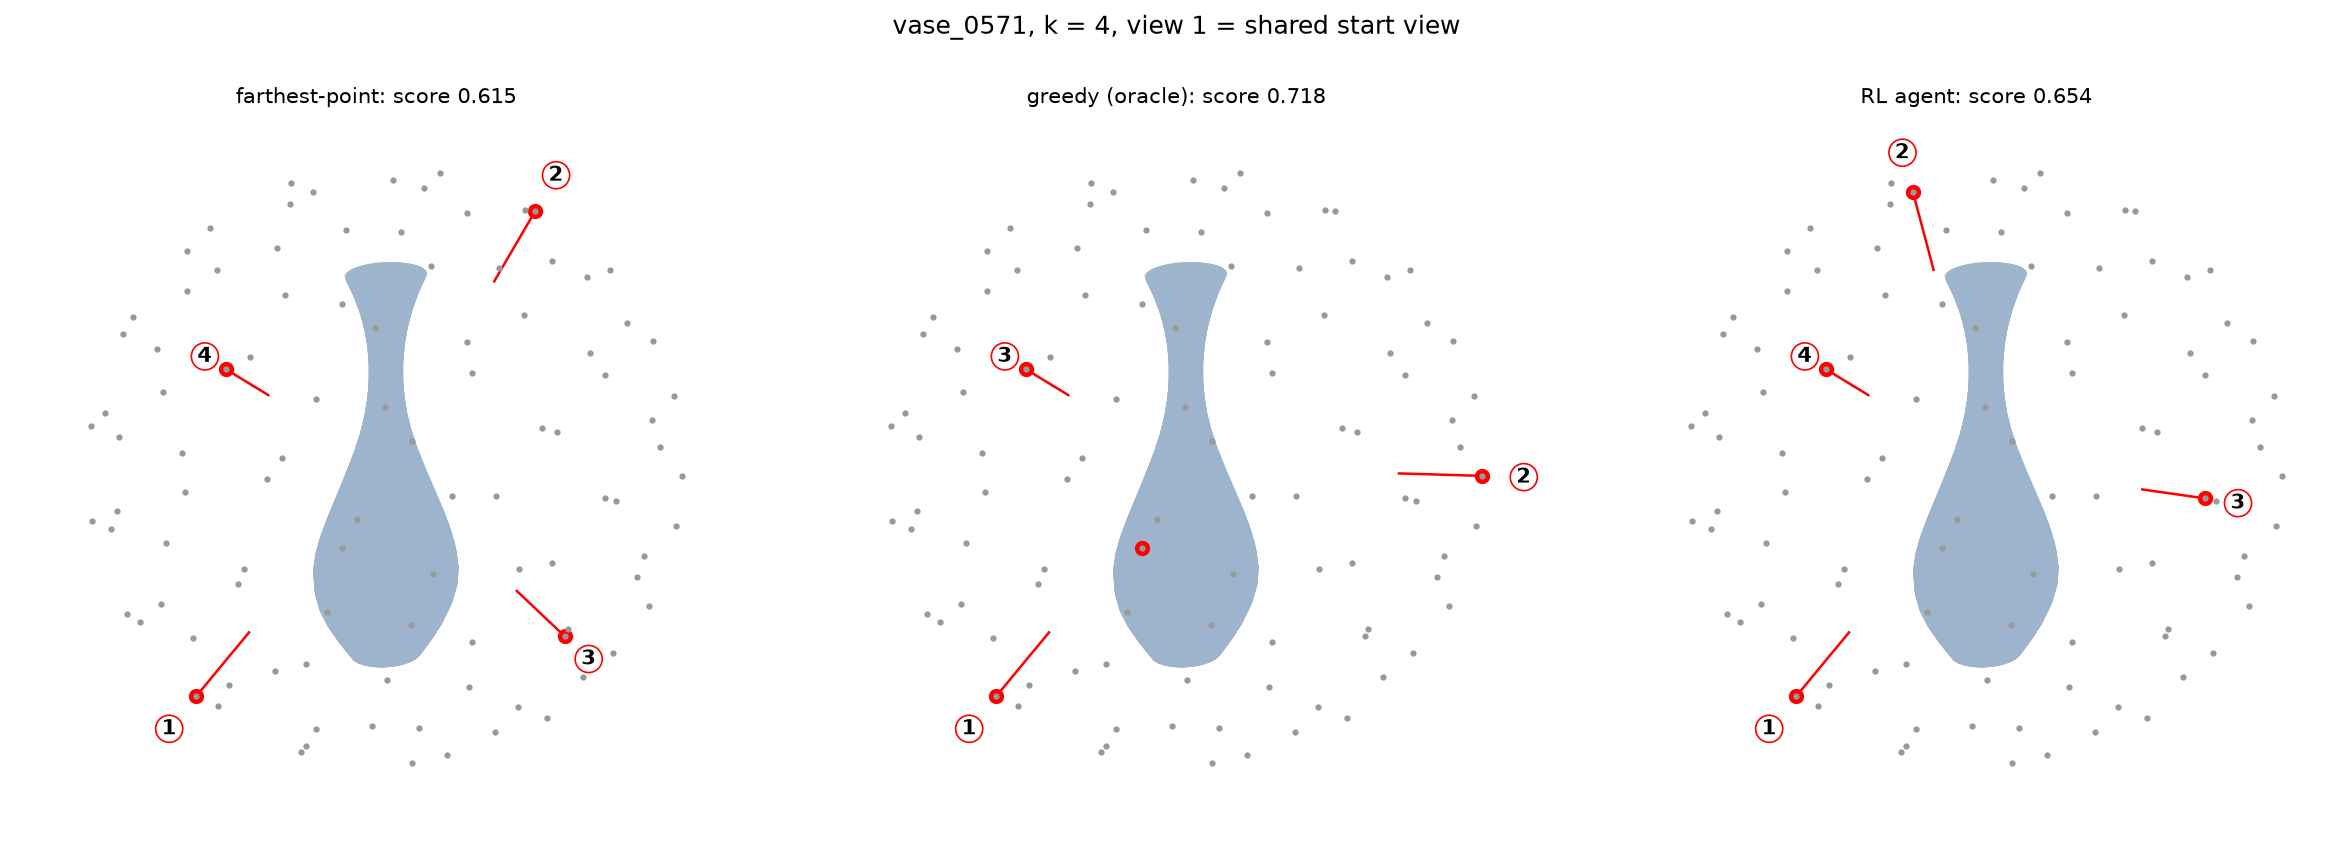 vase_0571, k = 4, view 1 = shared start view
farthest-point: score 0.615
2
4
3
1
greedy (oracle): score 0.718
3
2
1
RL agent: score 0.654
2
4
3
1